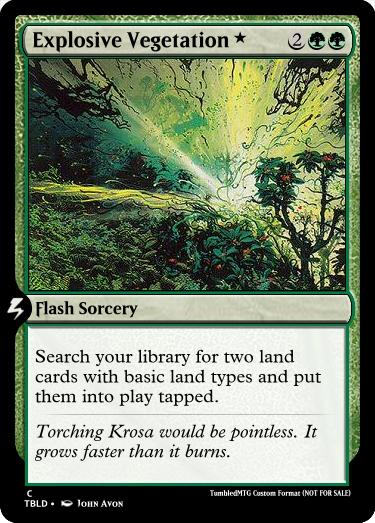 Explosive Vegetation ★ 2
Flash Sorcery
Search your library for two land
cards with basic land types and put
them into play tapped.
Torching Krosa would be pointless. It
grows faster than it burns.
C
TBLD • John Avon
TumbledMTG Custom Format (NOT FOR SALE)